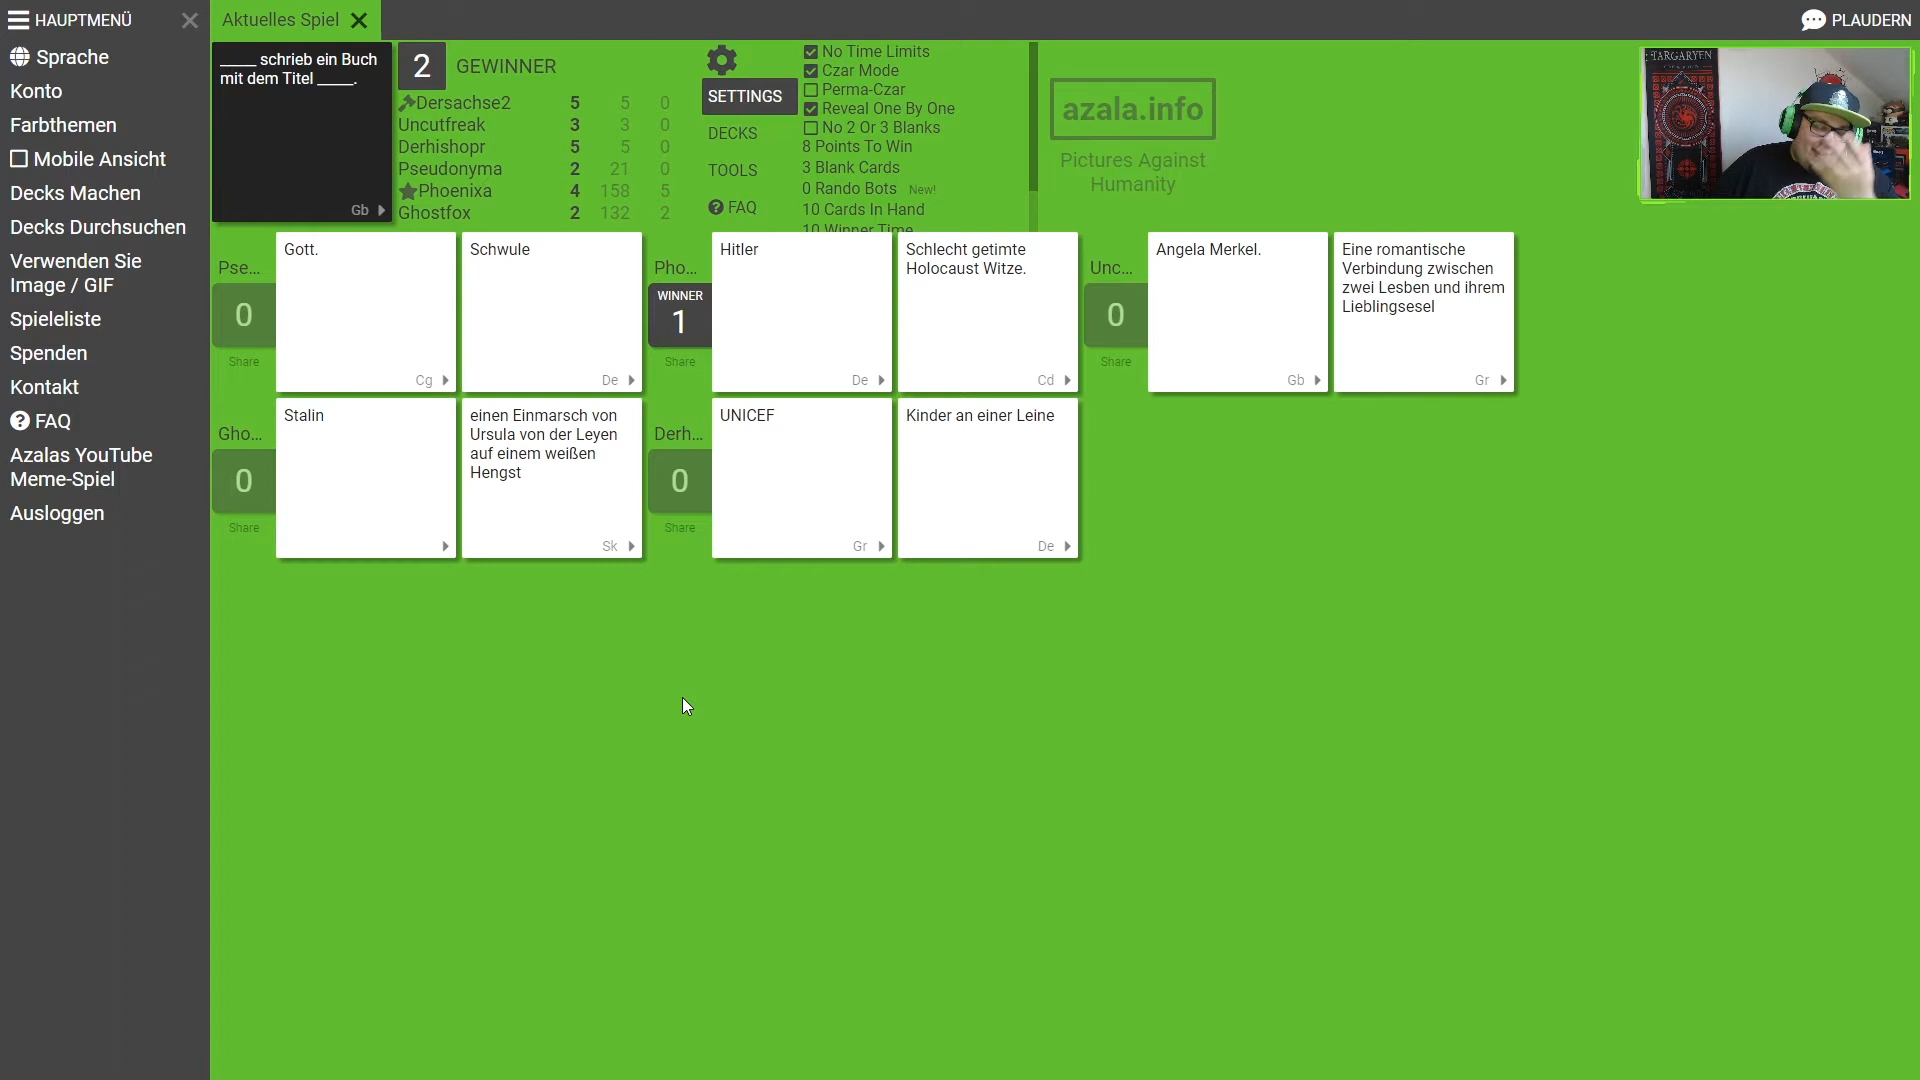 HAUPTMENÜ
Aktuelles Spiel
PLAUDERN
Sprache
Konto
Farbthemen
Mobile Ansicht
Decks Machen
Decks Durchsuchen
Verwenden Sie
Image / GIF
Spieleliste
Spenden
Kontakt
FAQ
Azalas YouTube
Meme-Spiel
Ausloggen
_____ schrieb ein Buch
mit dem Titel _____.
Gb
2 GEWINNER
Dersachse2 5 5 0
Uncutfreak 3 3 0
Derhishopr 5 5 0
Pseudonyma 2 21 0
Phoenixa 4 158 5
Ghostfox 2 132 2
SETTINGS
DECKS
TOOLS
FAQ
No Time Limits
Czar Mode
Perma-Czar
Reveal One By One
No 2 Or 3 Blanks
8 Points To Win
3 Blank Cards
0 Rando Bots New!
10 Cards In Hand
10 Winner Time
azala.info
Pictures Against
Humanity
TARGARYEN
Pse...
0
Share
Gott.
Cg
Schwule
De
Pho...
WINNER
1
Share
Hitler
De
Schlecht getimte
Holocaust Witze.
Cd
Unc...
0
Share
Angela Merkel.
Gb
Eine romantische
Verbindung zwischen
zwei Lesben und ihrem
Lieblingsesel
Gr
Gho...
0
Share
Stalin
einen Einmarsch von
Ursula von der Leyen
auf einem weißen
Hengst
Sk
Derh...
0
Share
UNICEF
Gr
Kinder an einer Leine
De